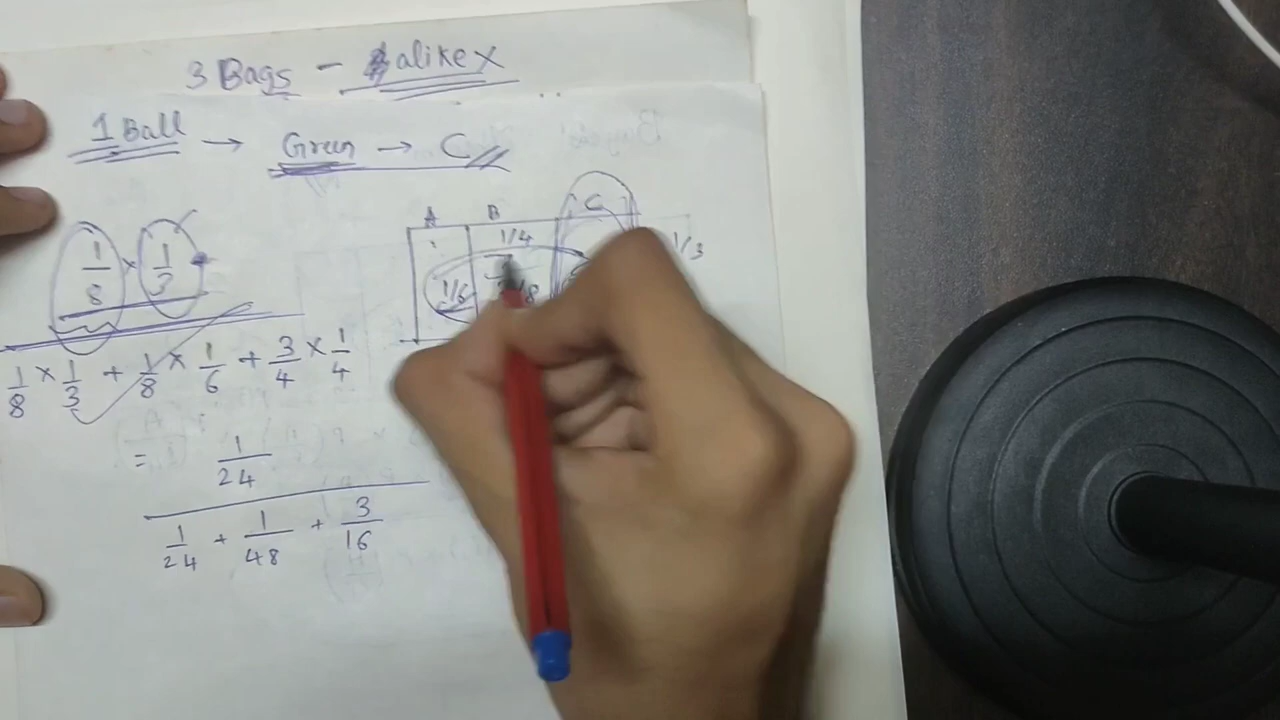 3 Bags - alike x
1 Ball → Green → C
1/8 × 1/3
A B C
1/4 1/3
1/6 /8
1/8 × 1/3 + 1/8 × 1/6 + 3/4 × 1/4
= 1/24
1/24 + 1/48 + 3/16